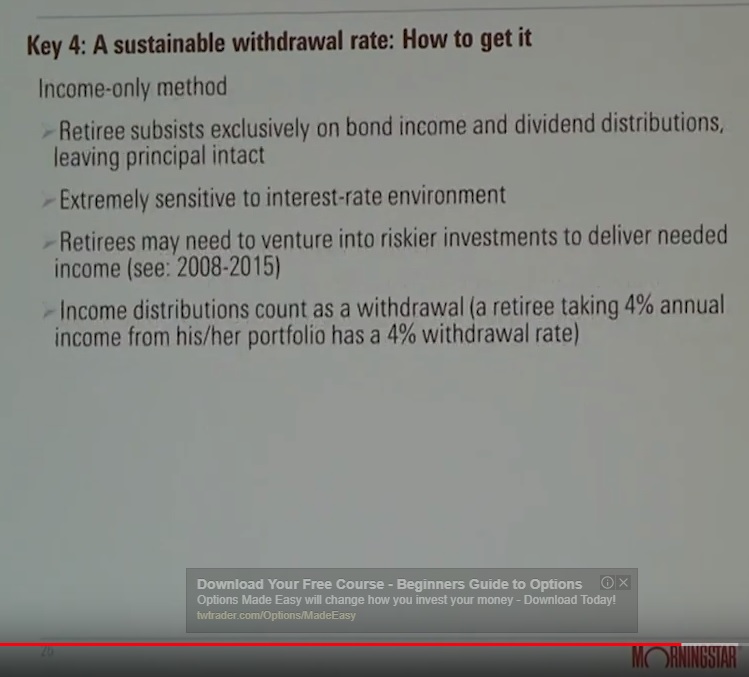 Key 4: A sustainable withdrawal rate: How to get it
Income-only method
Retiree subsists exclusively on bond income and dividend distributions,
leaving principal intact
Extremely sensitive to interest-rate environment
Retirees may need to venture into riskier investments to deliver needed
income (see: 2008-2015)
Income distributions count as a withdrawal (a retiree taking 4% annual
income from his/her portfolio has a 4% withdrawal rate)
Download Your Free Course - Beginners Guide to Options
Options Made Easy will change how you invest your money - Download Today!
twtrader.com/Options/MadeEasy
26
MORNINGSTAR